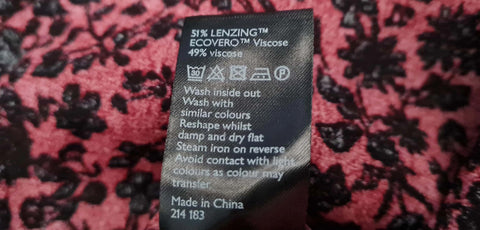 51% LENZING™
ECOVERO™ Viscose
49% viscose
30 P
Wash inside out
Wash with
similar colours
Reshape whilst
damp and dry flat
Steam iron on reverse
Avoid contact with light
colours as colour may
transfer.
Made in China
214 183